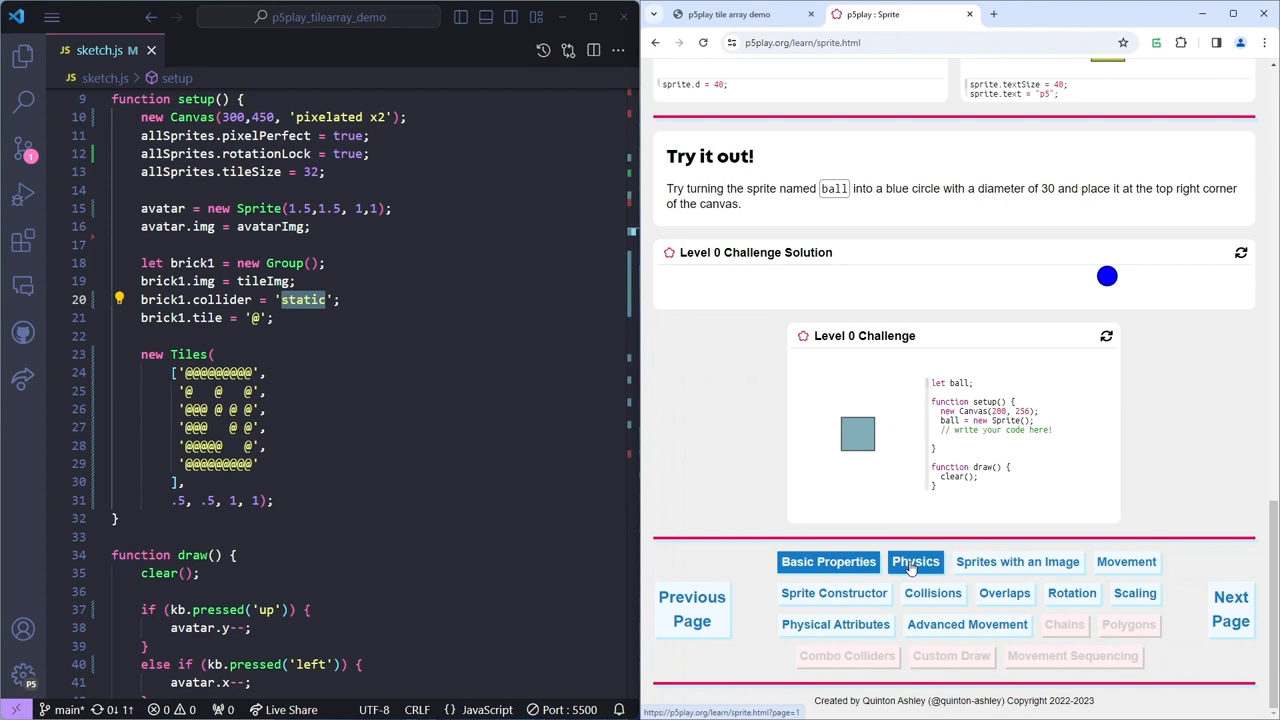 p5play_tilearray_demo
JS sketch.js
JS sketch.js > setup
9 function setup() {
10 new Canvas(300,450, 'pixelated x2');
11 allSprites.pixelPerfect = true;
12 allSprites.rotationLock = true;
13 allSprites.tileSize = 32;
14
15 avatar = new Sprite(1.5,1.5, 1,1);
16 avatar.img = avatarImg;
17
18 let brick1 = new Group();
19 brick1.img = tileImg;
20 brick1.collider = 'static';
21 brick1.tile = '@';
22
23 new Tiles(
24 ['@@@@@@@@@',
25 '@   @   @',
26 '@@@ @ @ @',
27 '@@@   @ @',
28 '@@@@@   @',
29 '@@@@@@@@@'
30 ],
31 .5, .5, 1, 1);
32 }
33
34 function draw() {
35 clear();
36
37 if (kb.pressed('up')) {
38 avatar.y--;
39 }
40 else if (kb.pressed('left')) {
41 avatar.x--;
1
P5
main* 0↓ 1↑ 0 0 0 Live Share UTF-8 CRLF JavaScript Port : 5500
p5play tile array demo
p5play : Sprite
p5play.org/learn/sprite.html
sprite.d = 40;
sprite.textSize = 40;
sprite.text = "p5";
Try it out!
Try turning the sprite named ball into a blue circle with a diameter of 30 and place it at the top right corner
of the canvas.
Level 0 Challenge Solution
Level 0 Challenge
let ball;
function setup() {
new Canvas(200, 256);
ball = new Sprite();
// write your code here!
}
function draw() {
clear();
}
Previous
Page
Basic Properties Physics Sprites with an Image Movement
Sprite Constructor Collisions Overlaps Rotation Scaling
Physical Attributes Advanced Movement Chains Polygons
Combo Colliders Custom Draw Movement Sequencing
Next
Page
Created by Quinton Ashley (@quinton-ashley) Copyright 2022-2023
https://p5play.org/learn/sprite.html?page=1